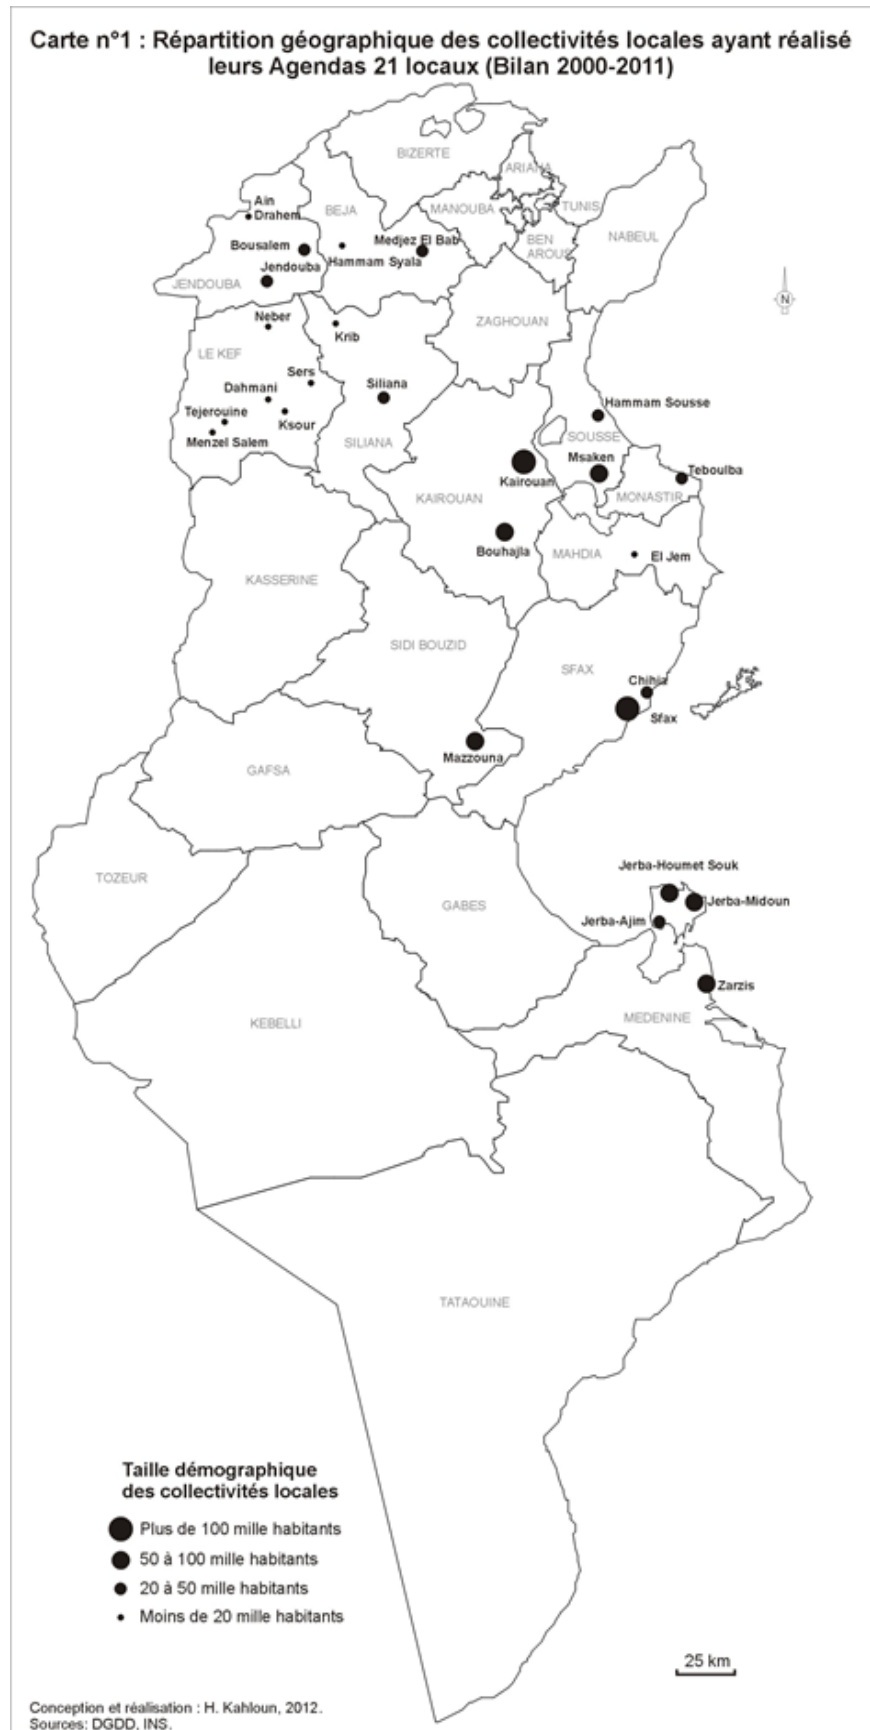 Carte n°1 : Répartition géographique des collectivités locales ayant réalisé
leurs Agendas 21 locaux (Bilan 2000-2011)
BIZERTE
ARIANA
Ain
Drahem
BEJA
MANOUBA
TUNIS
Bousalem
Medjez El Bab
BEN
AROUS
NABEUL
Hammam Syala
Jendouba
JENDOUBA
N
Neber
ZAGHOUAN
Krib
LE KEF
Sers
Dahmani
Siliana
Tejerouine
Ksour
Hammam Sousse
Menzel Salem
SILIANA
SOUSSE
Msaken
Teboulba
Kairouan
KAIROUAN
MONASTIR
Bouhajla
MAHDIA
El Jem
KASSERINE
SIDI BOUZID
SFAX
Chihia
Sfax
Mazzouna
GAFSA
Jerba-Houmet Souk
TOZEUR
GABES
Jerba-Midoun
Jerba-Ajim
Zarzis
KEBELLI
MEDENINE
TATAOUINE
Taille démographique
des collectivités locales
Plus de 100 mille habitants
50 à 100 mille habitants
20 à 50 mille habitants
Moins de 20 mille habitants
25 km
Conception et réalisation : H. Kahloun, 2012.
Sources: DGDD, INS.